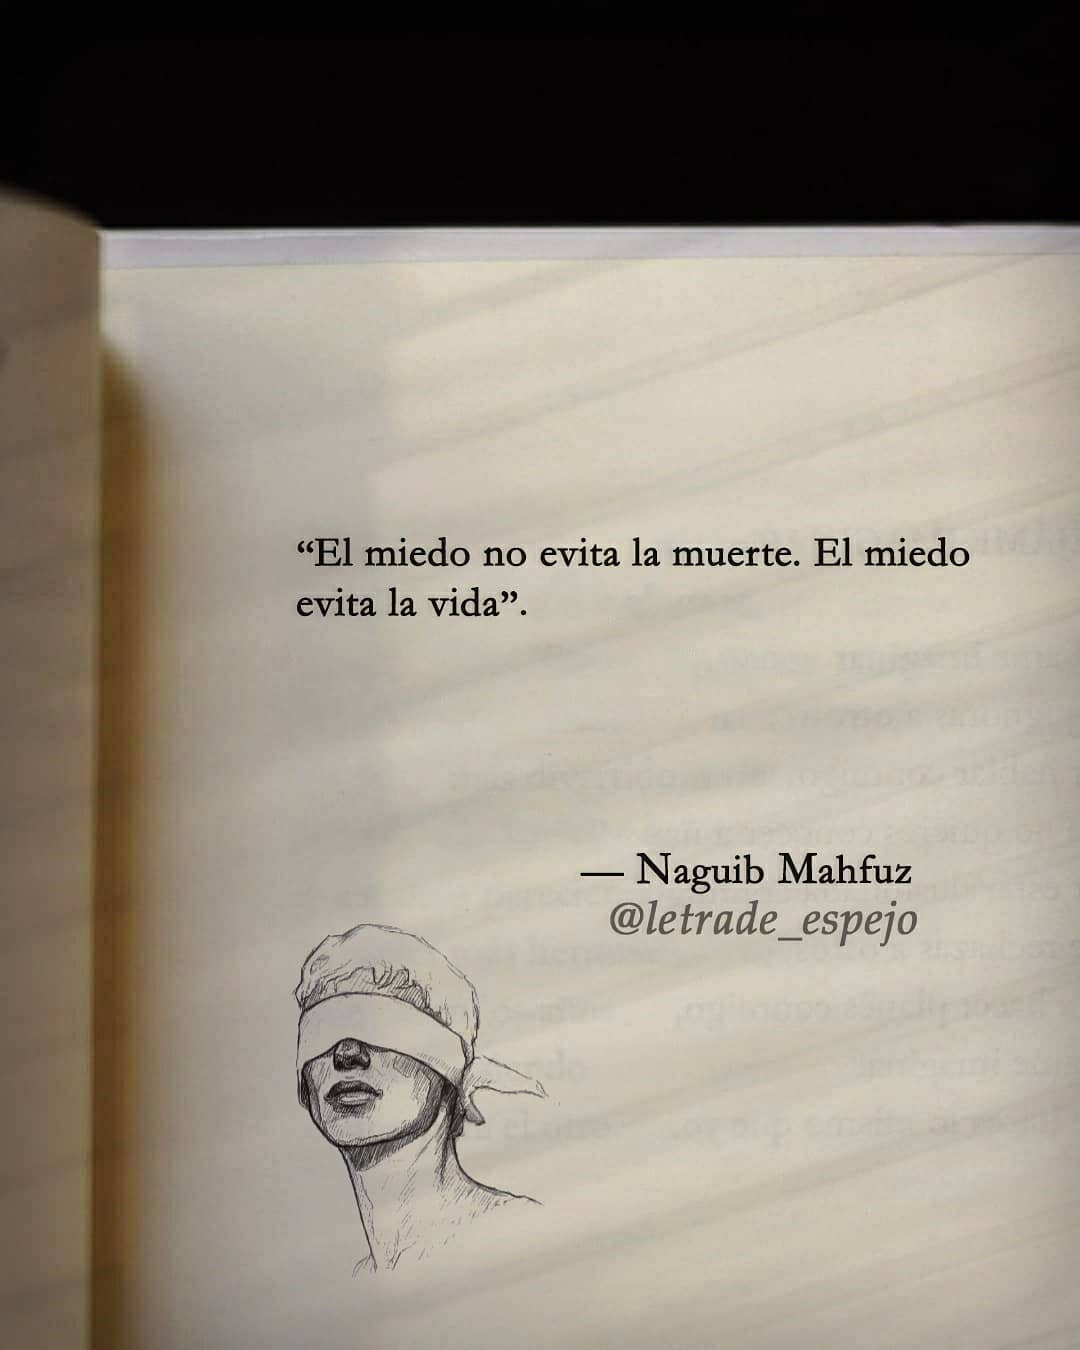 “El miedo no evita la muerte. El miedo
evita la vida”.
— Naguib Mahfuz
@letrade_espejo